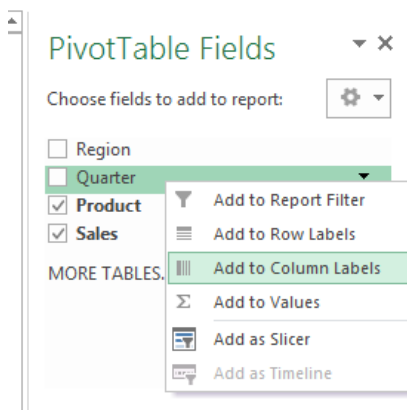 PivotTable Fields
Choose fields to add to report:
Region
Quarter
Product
Sales
MORE TABLES.
Add to Report Filter
Add to Row Labels
Add to Column Labels
Add to Values
Add as Slicer
Add as Timeline